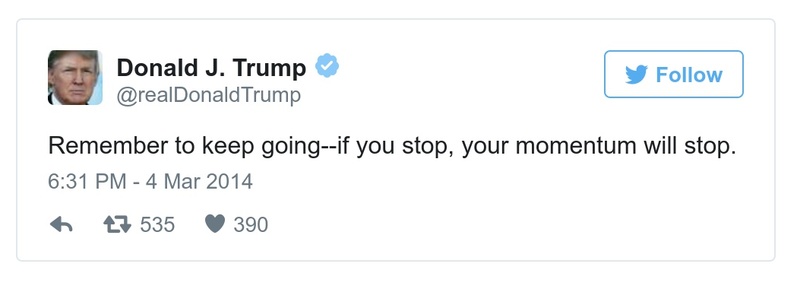 Donald J. Trump
@realDonaldTrump
Follow
Remember to keep going--if you stop, your momentum will stop.
6:31 PM - 4 Mar 2014
535 390